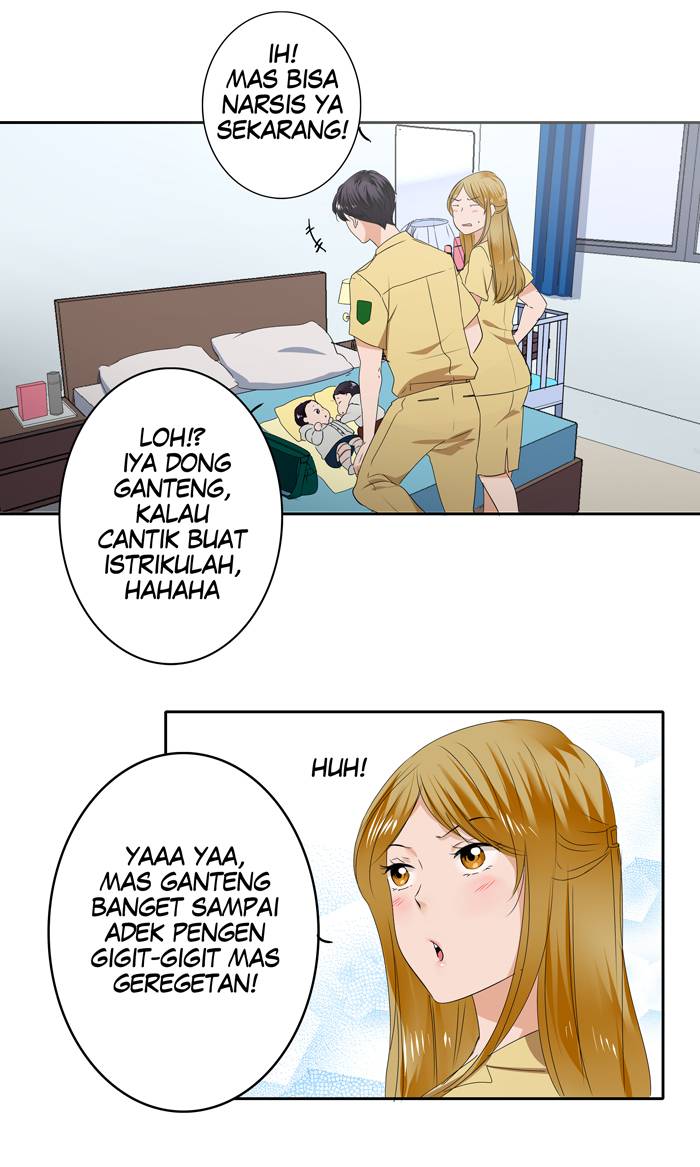 IH!
MAS BISA
NARSIS YA
SEKARANG!
LOH!?
IYA DONG
GANTENG,
KALAU
CANTIK BUAT
ISTRIKULAH,
HAHAHA
HUH!
YAAA YAA,
MAS GANTENG
BANGET SAMPAI
ADEK PENGEN
GIGIT-GIGIT MAS
GEREGETAN!